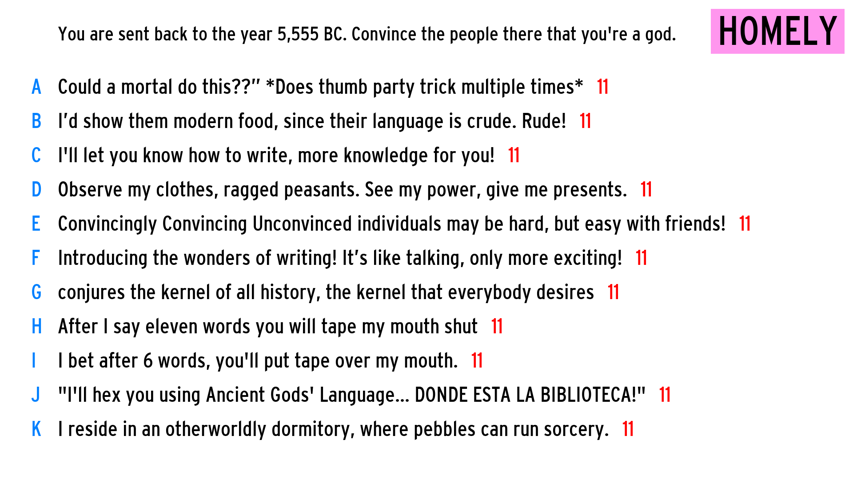 You are sent back to the year 5,555 BC. Convince the people there that you're a god.
HOMELY
A Could a mortal do this??” *Does thumb party trick multiple times* 11
B I’d show them modern food, since their language is crude. Rude! 11
C I'll let you know how to write, more knowledge for you! 11
D Observe my clothes, ragged peasants. See my power, give me presents. 11
E Convincingly Convincing Unconvinced individuals may be hard, but easy with friends! 11
F Introducing the wonders of writing! It’s like talking, only more exciting! 11
G conjures the kernel of all history, the kernel that everybody desires 11
H After I say eleven words you will tape my mouth shut 11
I I bet after 6 words, you'll put tape over my mouth. 11
J "I'll hex you using Ancient Gods' Language... DONDE ESTA LA BIBLIOTECA!" 11
K I reside in an otherworldly dormitory, where pebbles can run sorcery. 11